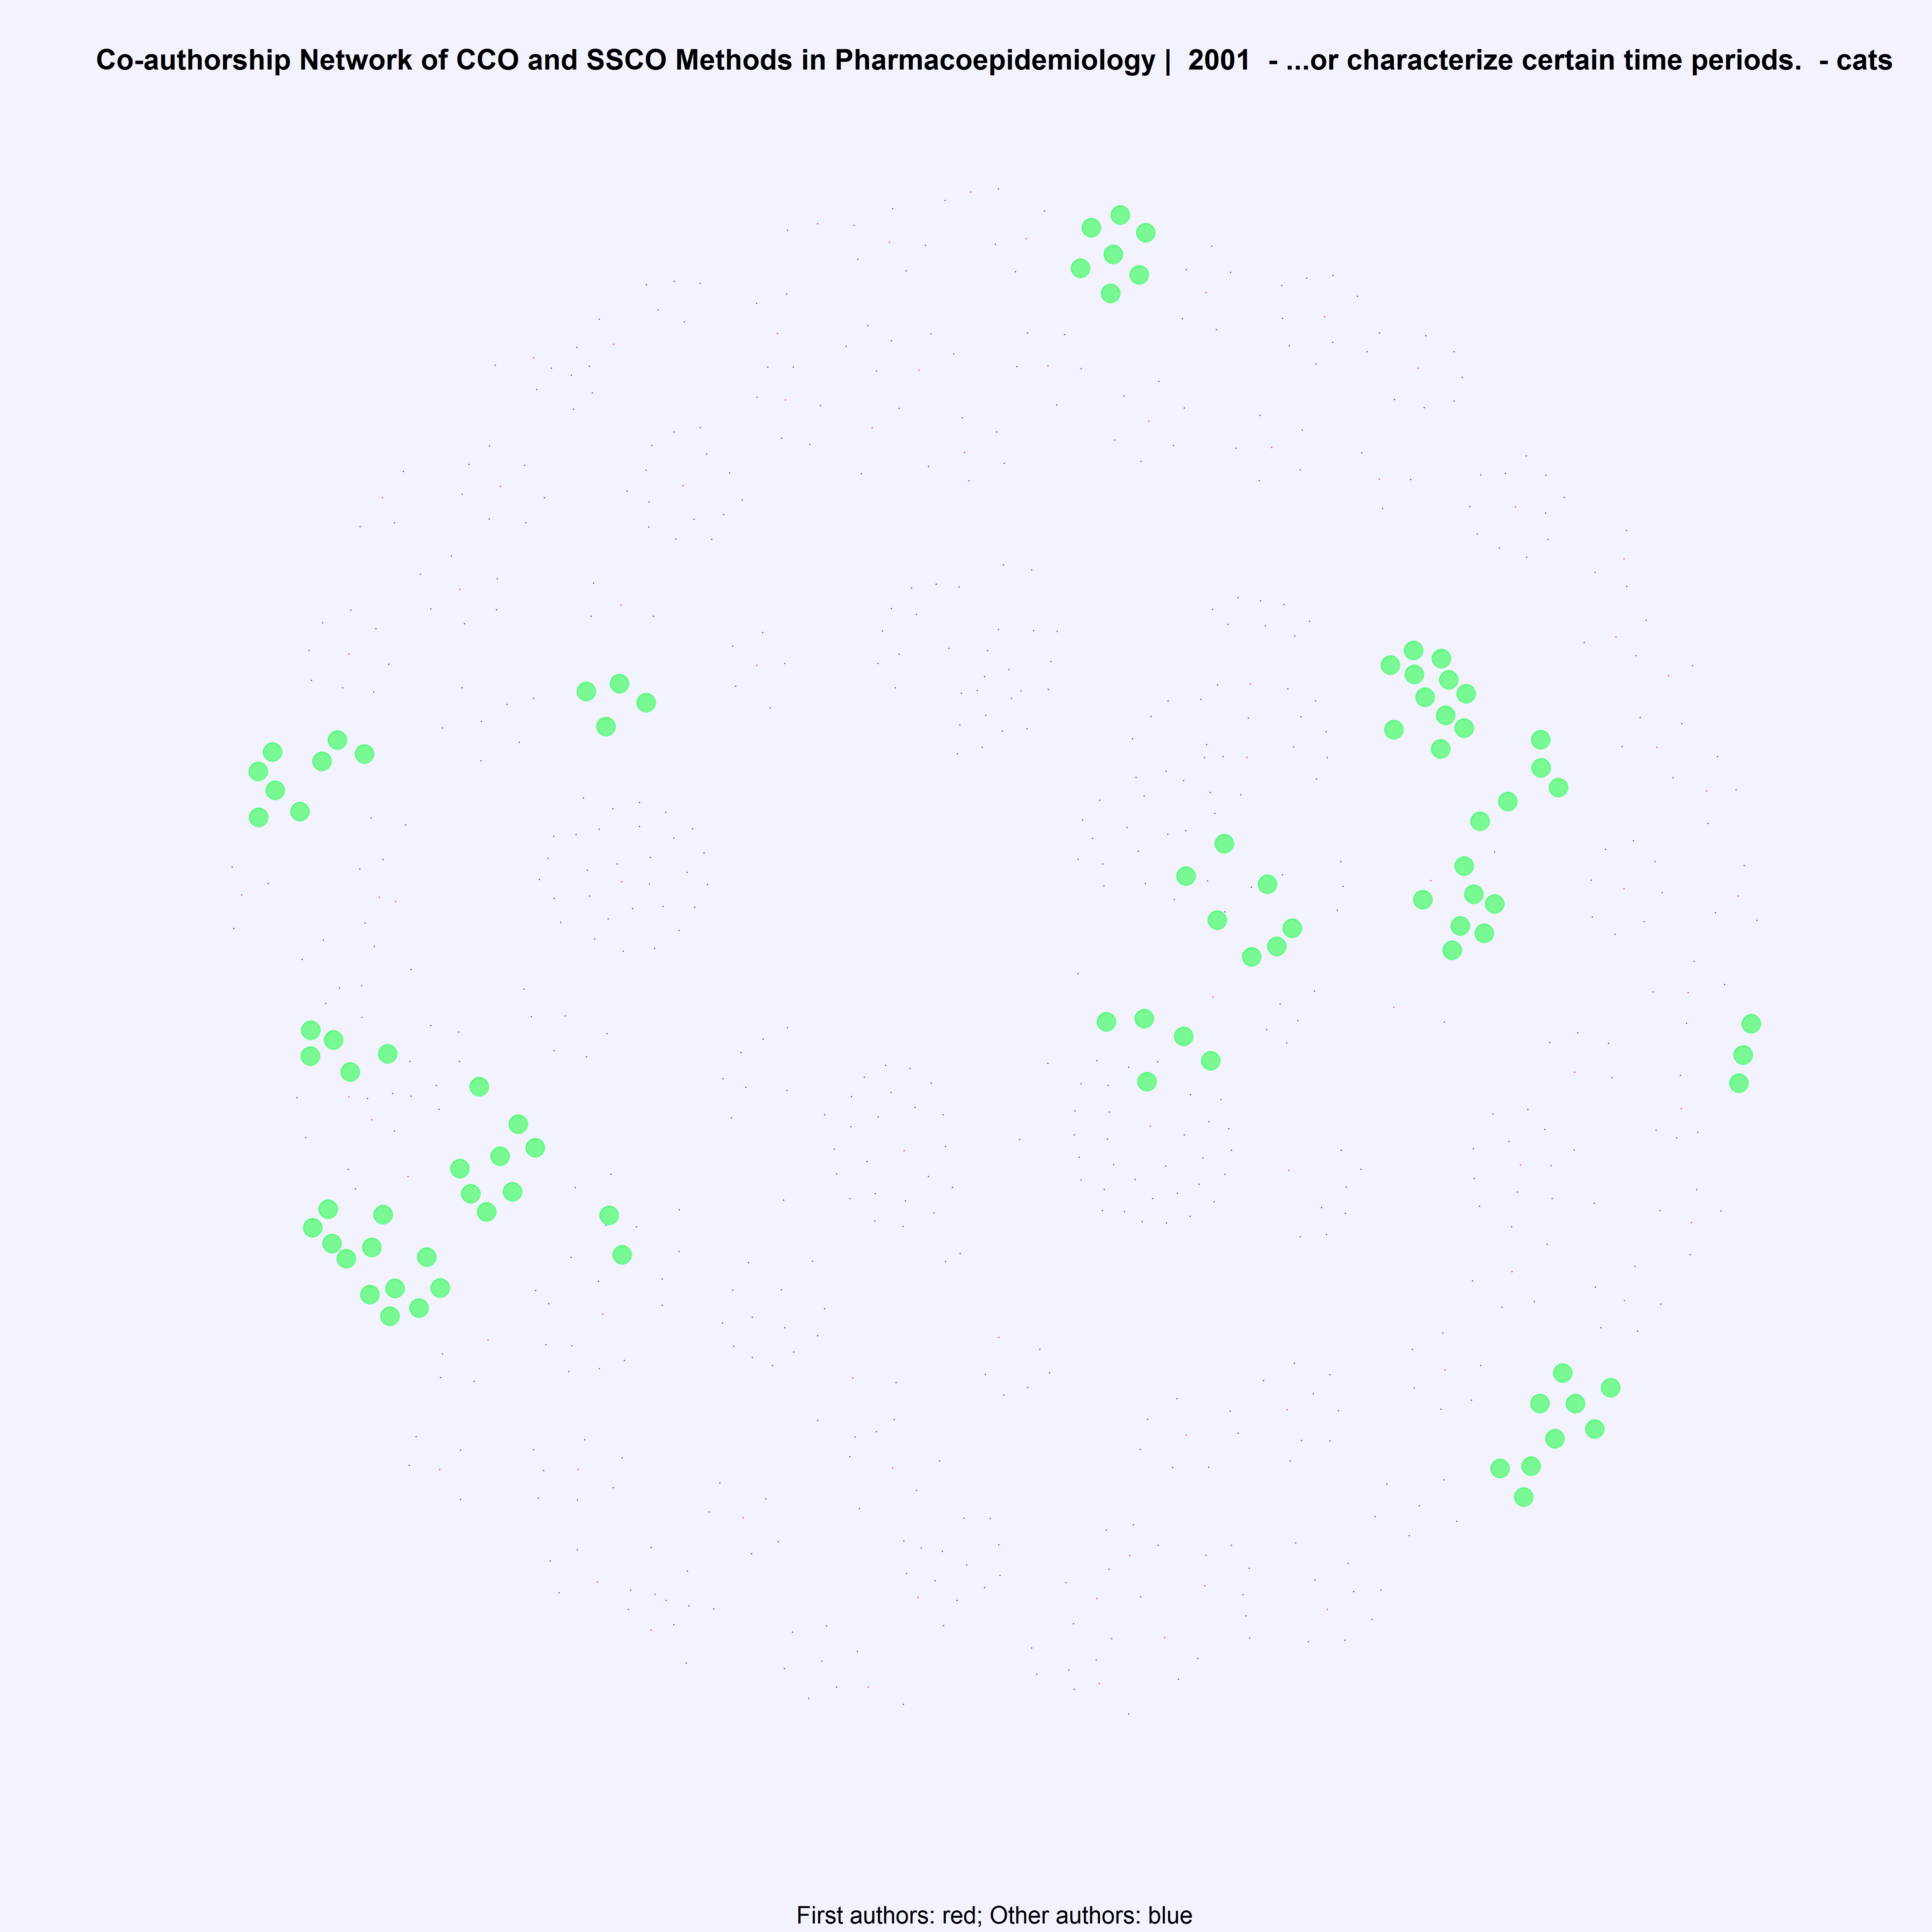 Co-authorship Network of CCO and SSCO Methods in Pharmacoepidemiology | 2001 - ...or characterize certain time periods. - cats
First authors: red; Other authors: blue